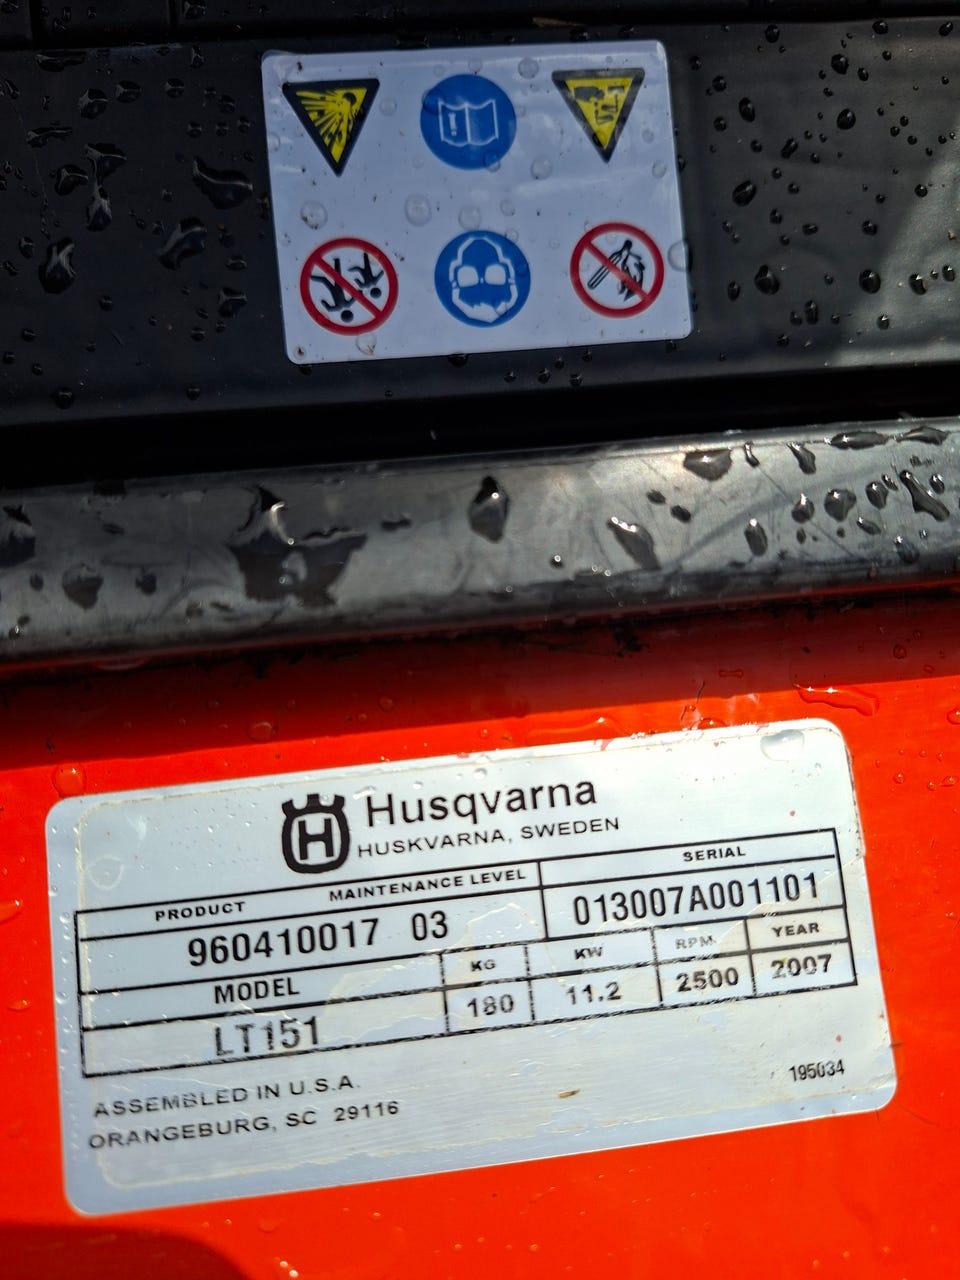 Husqvarna
HUSKVARNA, SWEDEN
PRODUCT MAINTENANCE LEVEL SERIAL
960410017 03 013007A001101
MODEL KG KW RPM YEAR
LT151 180 11.2 2500 2007
ASSEMBLED IN U.S.A.
ORANGEBURG, SC 29116
195034